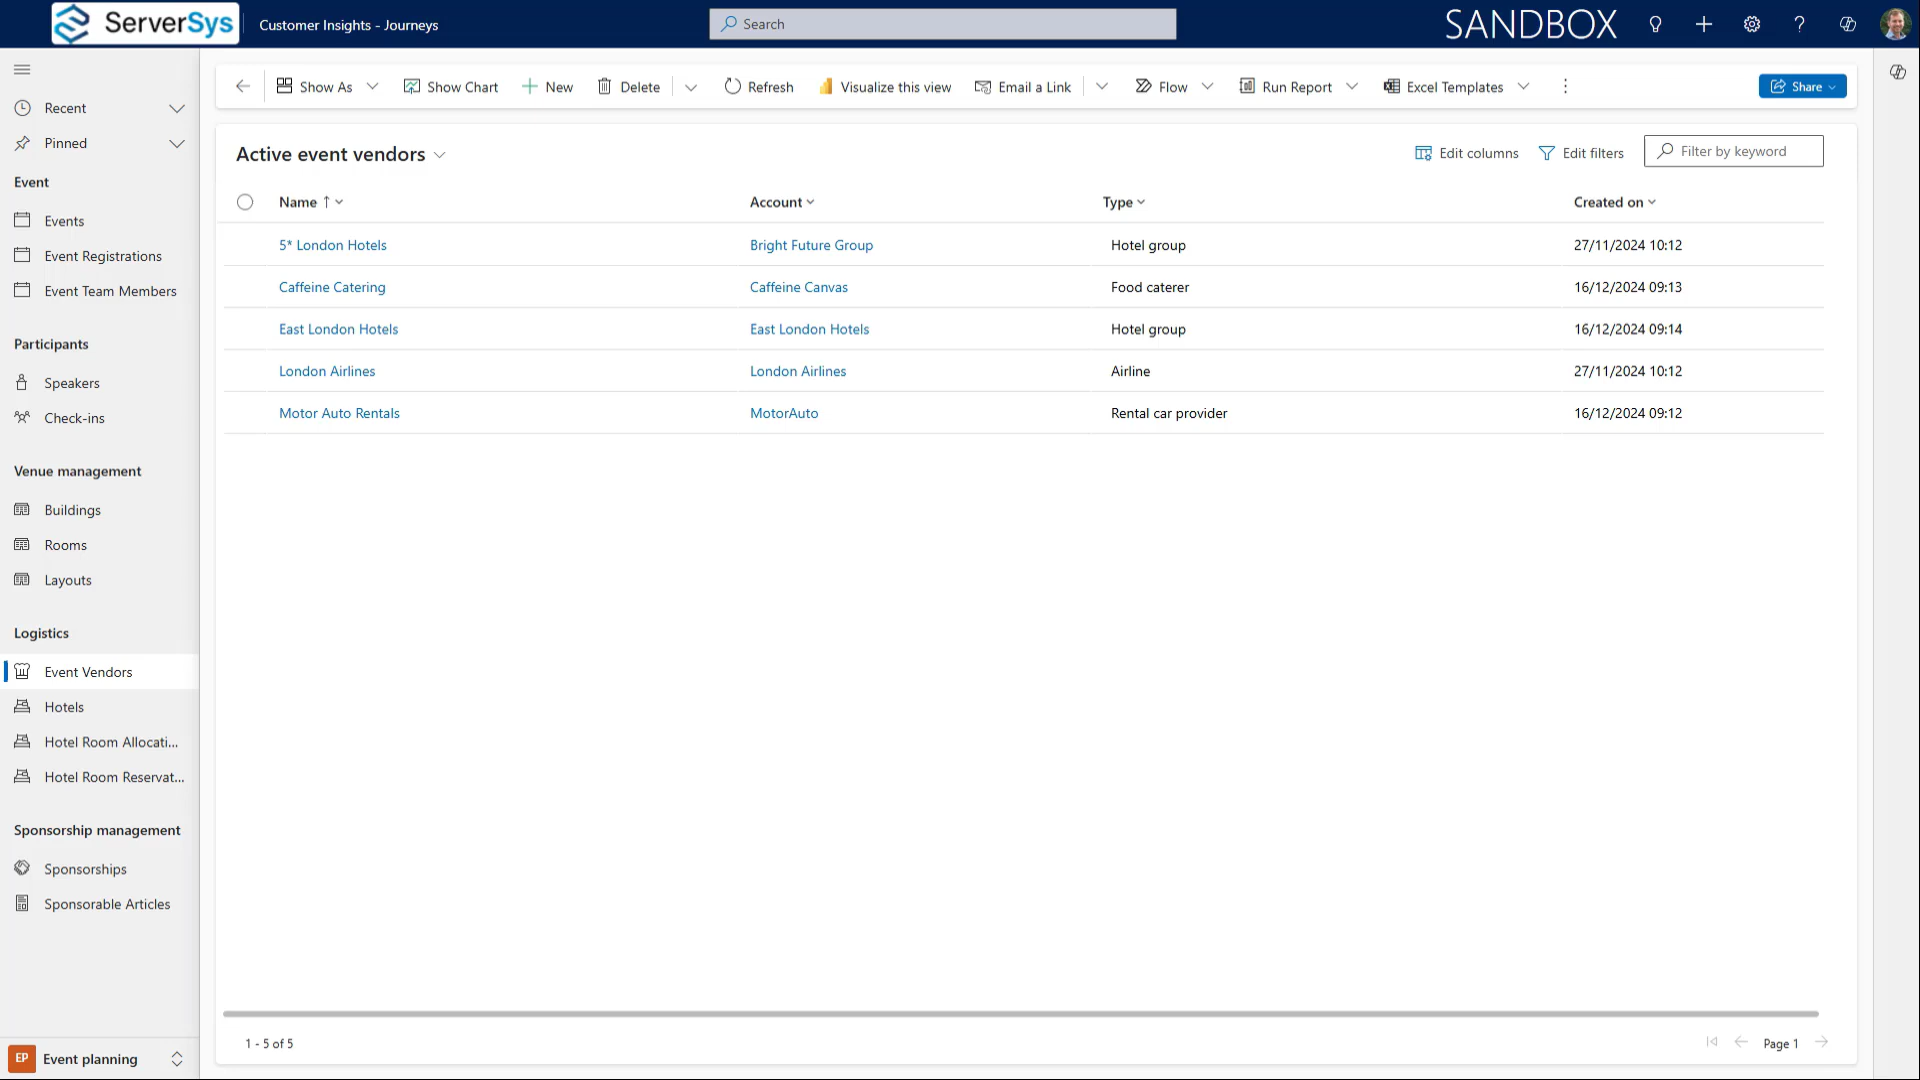 ServerSys
Customer Insights - Journeys
Search
SANDBOX
Show As
Show Chart
New
Delete
Refresh
Visualize this view
Email a Link
Flow
Run Report
Excel Templates
Share
Recent
Pinned
Event
Events
Event Registrations
Event Team Members
Participants
Speakers
Check-ins
Venue management
Buildings
Rooms
Layouts
Logistics
Event Vendors
Hotels
Hotel Room Allocati...
Hotel Room Reservat...
Sponsorship management
Sponsorships
Sponsorable Articles
EP Event planning
Active event vendors
Edit columns
Edit filters
Filter by keyword
Name Account Type Created on
5* London Hotels Bright Future Group Hotel group 27/11/2024 10:12
Caffeine Catering Caffeine Canvas Food caterer 16/12/2024 09:13
East London Hotels East London Hotels Hotel group 16/12/2024 09:14
London Airlines London Airlines Airline 27/11/2024 10:12
Motor Auto Rentals MotorAuto Rental car provider 16/12/2024 09:12
1 - 5 of 5
Page 1